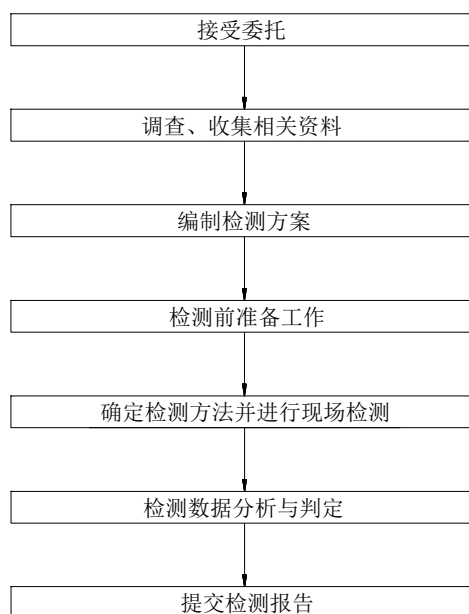 接受委托
调查、收集相关资料
编制检测方案
检测前准备工作
确定检测方法并进行现场检测
检测数据分析与判定
提交检测报告